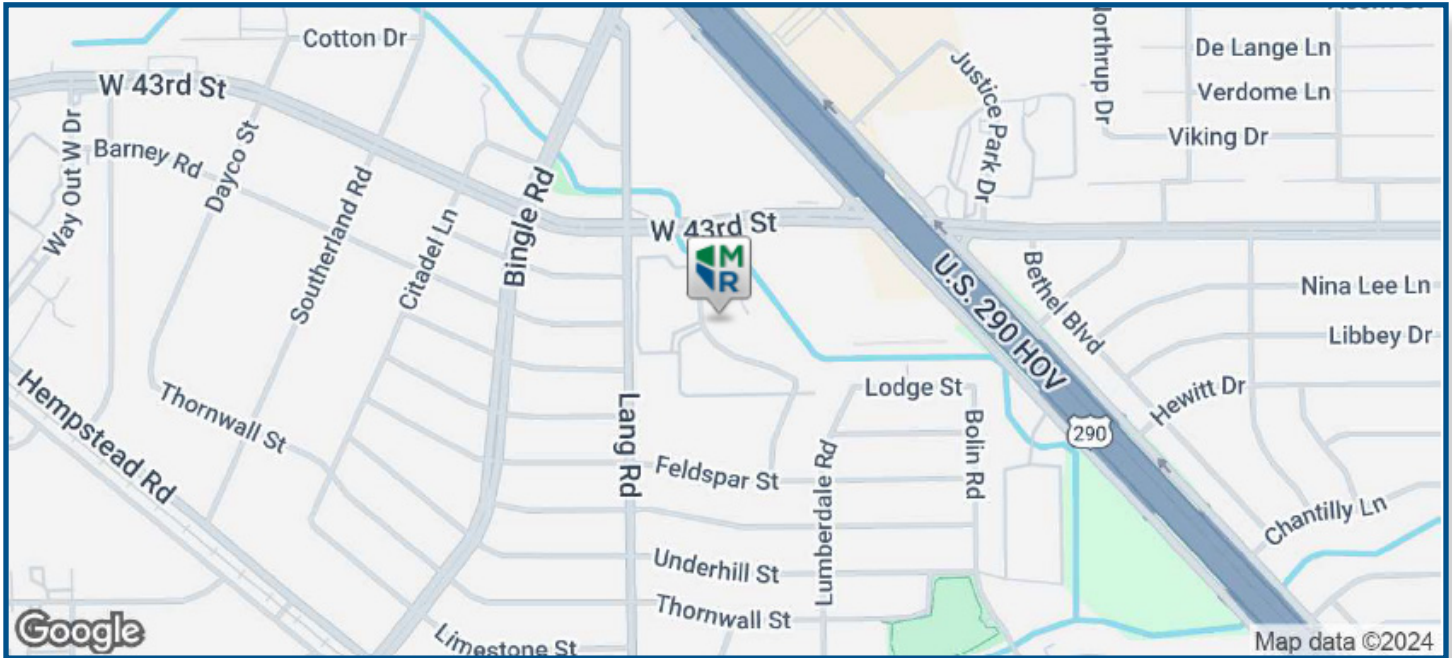 Cotton Dr
W 43rd St
Way Out W Dr
Barney Rd
Dayco St
Southerland Rd
Citadel Ln
Bingle Rd
Justice Park Dr
Northrup Dr
De Lange Ln
Verdome Ln
Viking Dr
W 43rd St
M
R
U.S. 290 HOV
Bethel Blvd
Nina Lee Ln
Libbey Dr
Hewitt Dr
Lodge St
Bolin Rd
290
Hempstead Rd
Thornwall St
Lang Rd
Feldspar St
Lumberdale Rd
Chantilly Ln
Underhill St
Thornwall St
Limestone St
Google
Map data ©2024